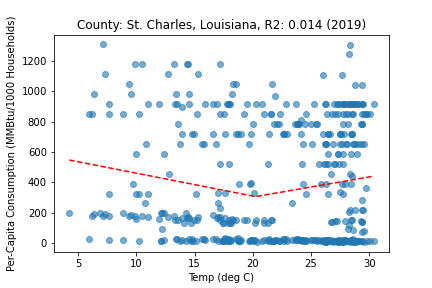 County: St. Charles, Louisiana, R2: 0.014 (2019)
Per-Capita Consumption (MMBtu/1000 Households)
1200
1000
800
600
400
200
0
5 10 15 20 25 30
Temp (deg C)